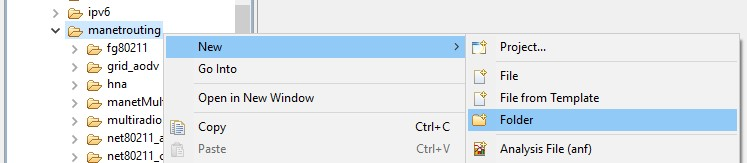 ipv6
manetrouting
fg80211
grid_aodv
hna
manetMul
multiradio
net80211_a
net80211_c
New
Go Into
Open in New Window
Copy Ctrl+C
Paste Ctrl+V
Project...
File
File from Template
Folder
Analysis File (anf)